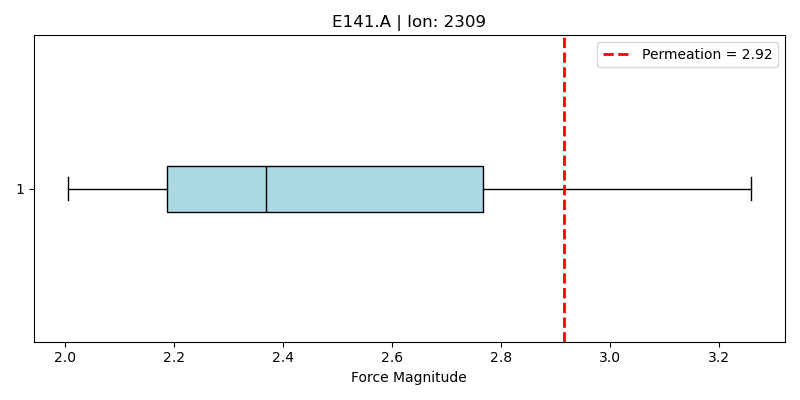 E141.A | Ion: 2309
Permeation = 2.92
1
2.0 2.2 2.4 2.6 2.8 3.0 3.2
Force Magnitude